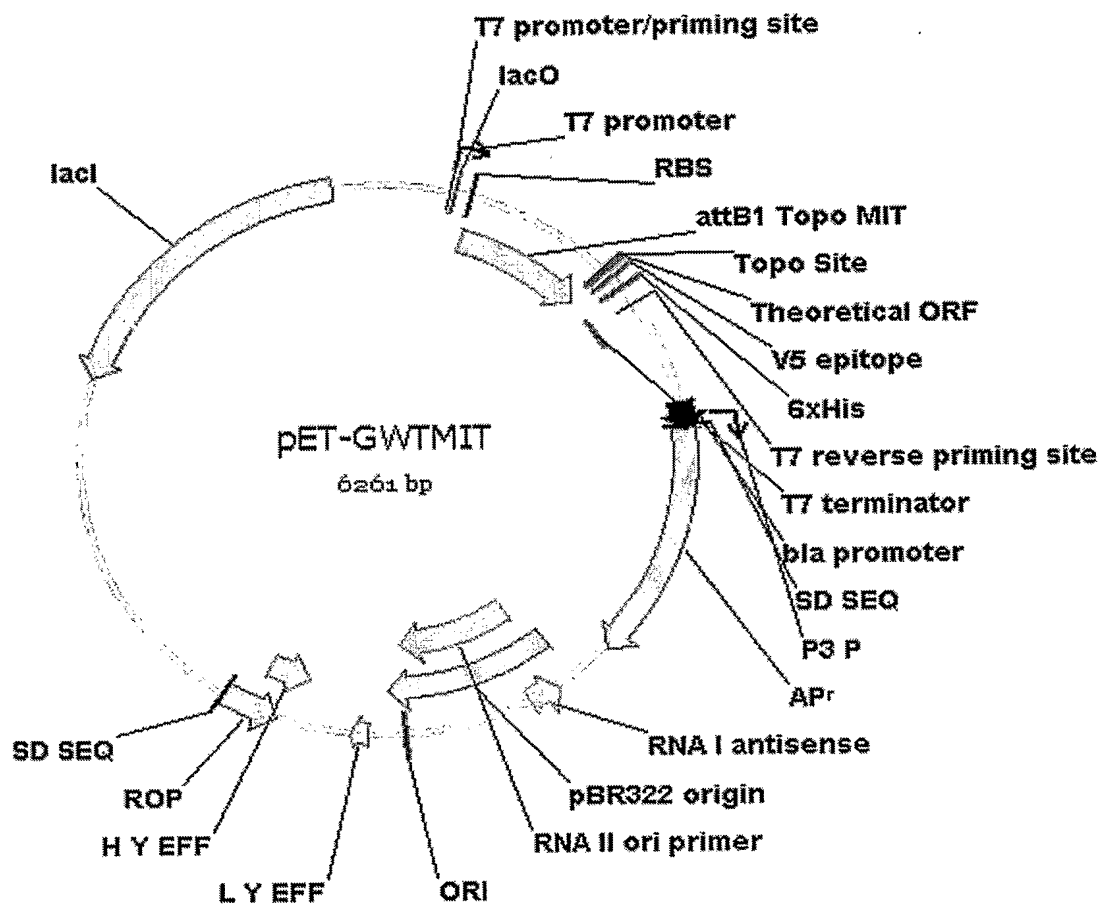 T7 promoter/priming site
lacO
T7 promoter
RBS
lacI
attB1 Topo MIT
Topo Site
Theoretical ORF
V5 epitope
6xHis
pET-GWTMIT
6261 bp
T7 reverse priming site
T7 terminator
bla promoter
SD SEQ
P3 P
APr
RNA I antisense
SD SEQ
pBR322 origin
ROP
RNA II ori primer
H Y EFF
L Y EFF
ORI